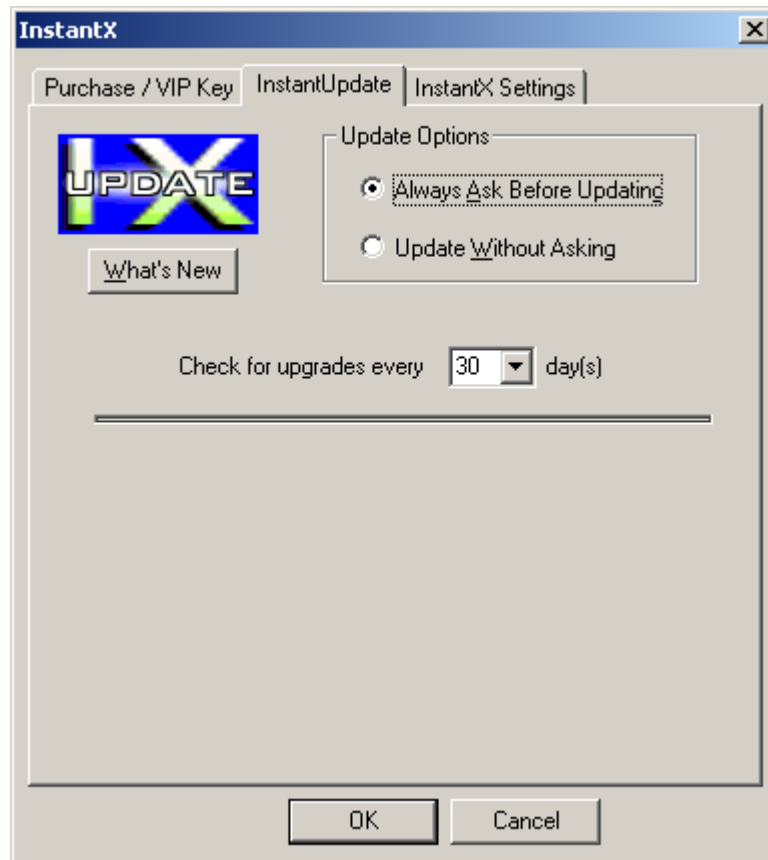 InstantX
Purchase / VIP Key InstantUpdate InstantX Settings
IX
UPDATE
What's New
Update Options
Always Ask Before Updating
Update Without Asking
Check for upgrades every 30 day(s)
OK Cancel